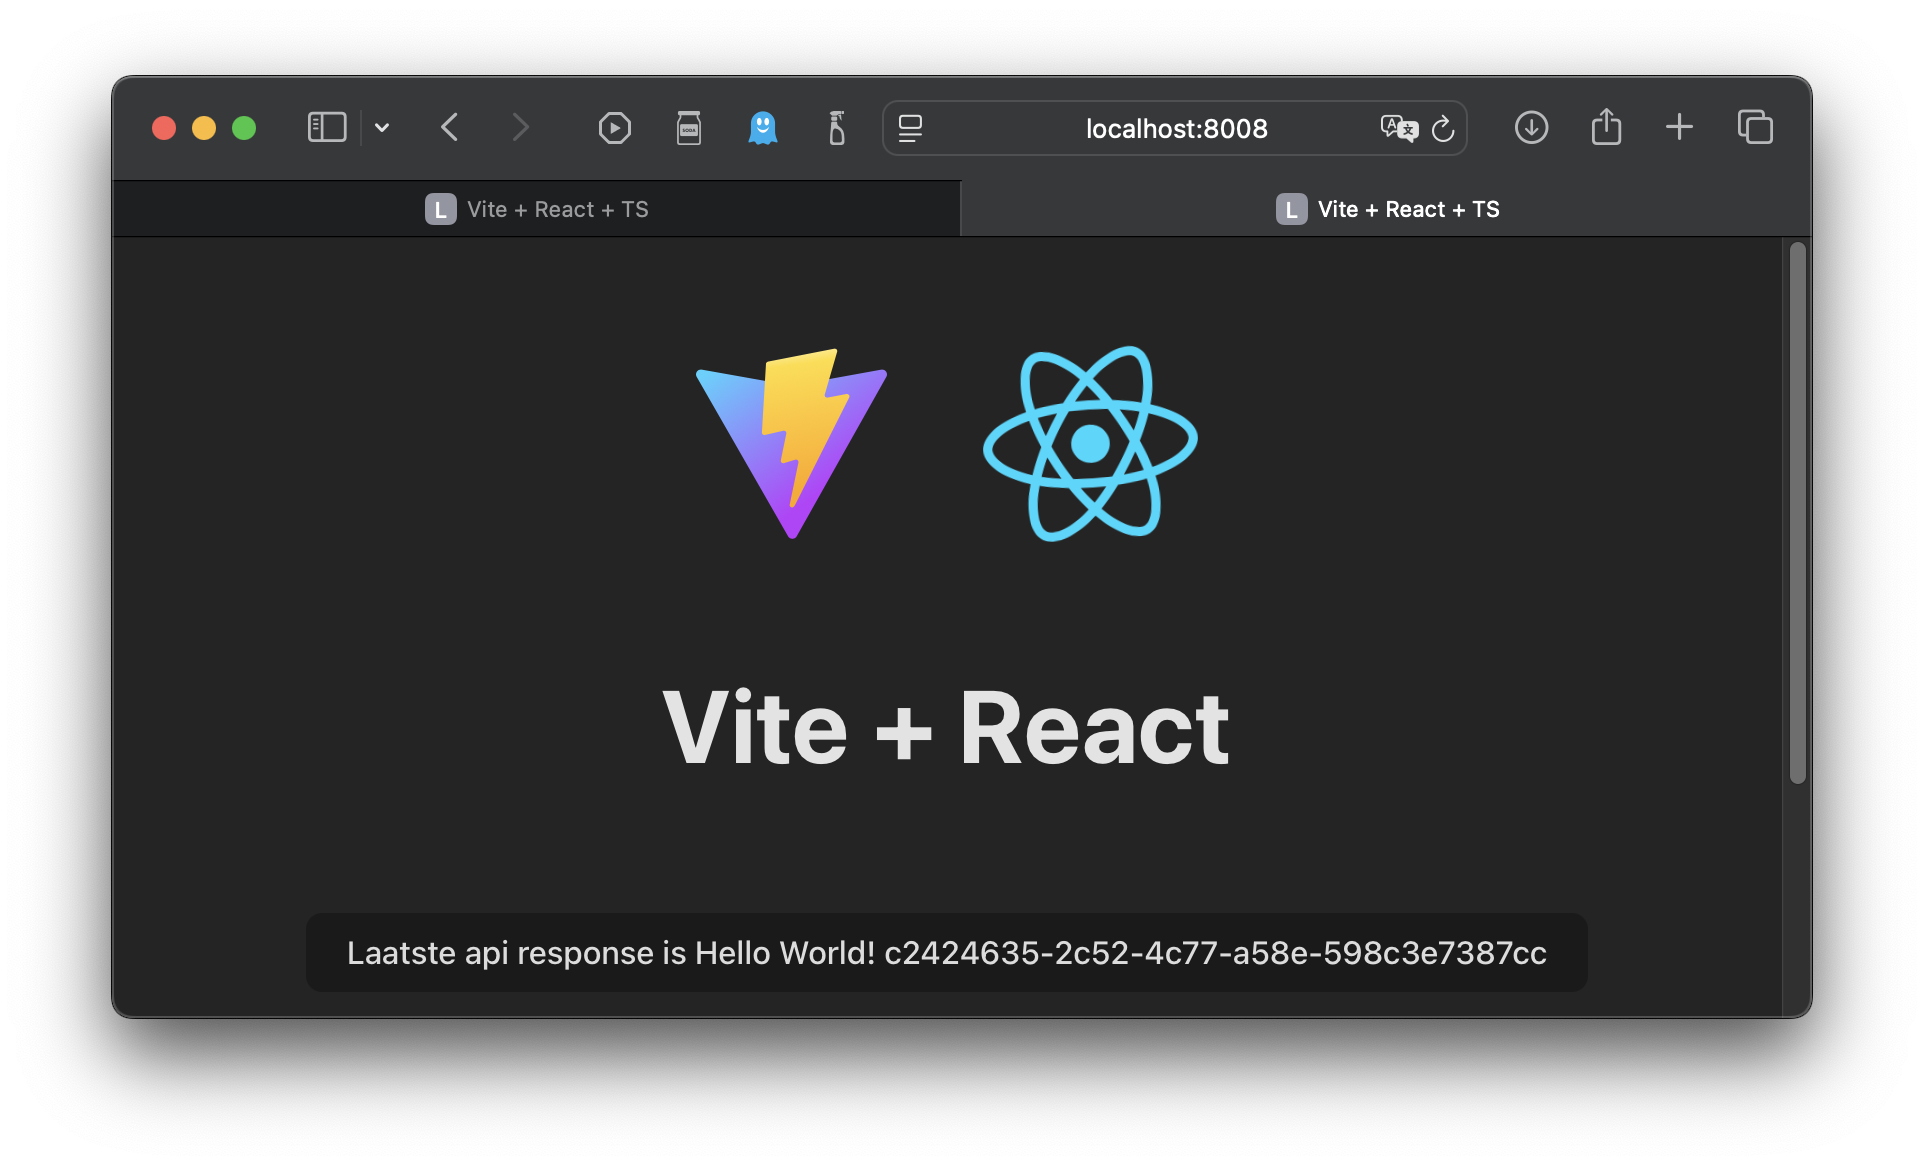 localhost:8008
L Vite + React + TS
L Vite + React + TS
Vite + React
Laatste api response is Hello World! c2424635-2c52-4c77-a58e-598c3e7387cc